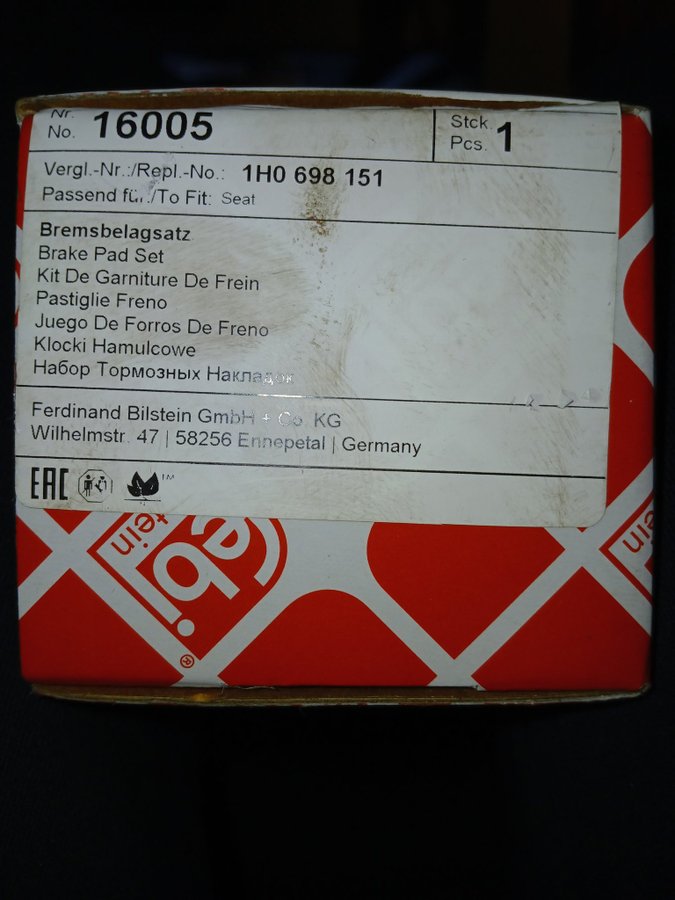 Nr.
No. 16005
Stck.
Pcs. 1
Vergl.-Nr.:/Repl.-No.: 1H0 698 151
Passend für:/To Fit: Seat
Bremsbelagsatz
Brake Pad Set
Kit De Garniture De Frein
Pastiglie Freno
Juego De Forros De Freno
Klocki Hamulcowe
Набор Тормозных Накладок
Ferdinand Bilstein GmbH + Co. KG
Wilhelmstr. 47 | 58256 Ennepetal | Germany
EAC
TM
febi
stein
®
in